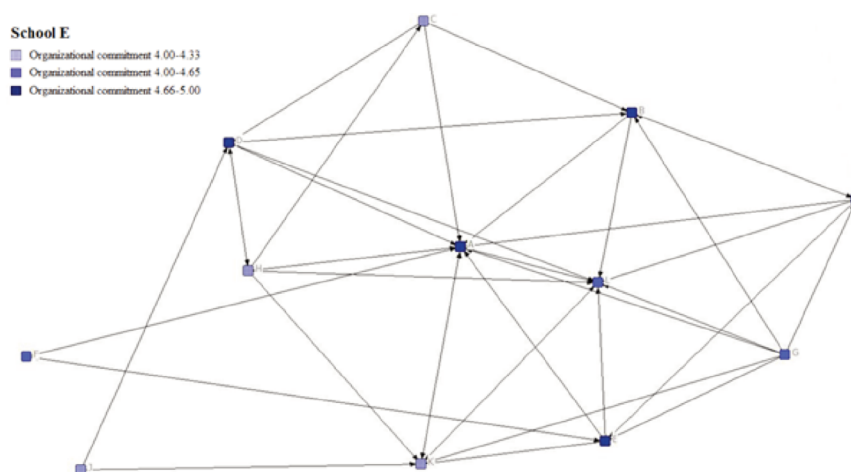 School E
Organizational commitment 4.00-4.33
Organizational commitment 4.00-4.65
Organizational commitment 4.66-5.00
C
B
D
A
H
G
F
K